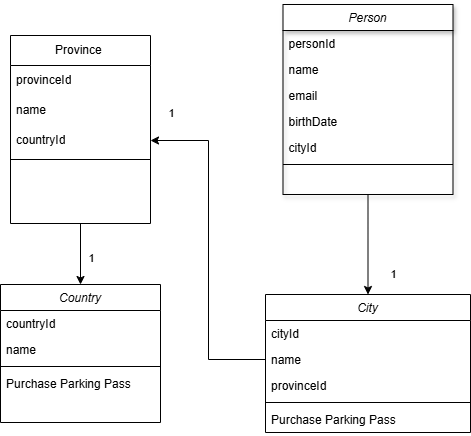 Province
provinceId
name
countryId
Person
personId
name
email
birthDate
cityId
1
1
1
Country
countryId
name
Purchase Parking Pass
City
cityId
name
provinceId
Purchase Parking Pass